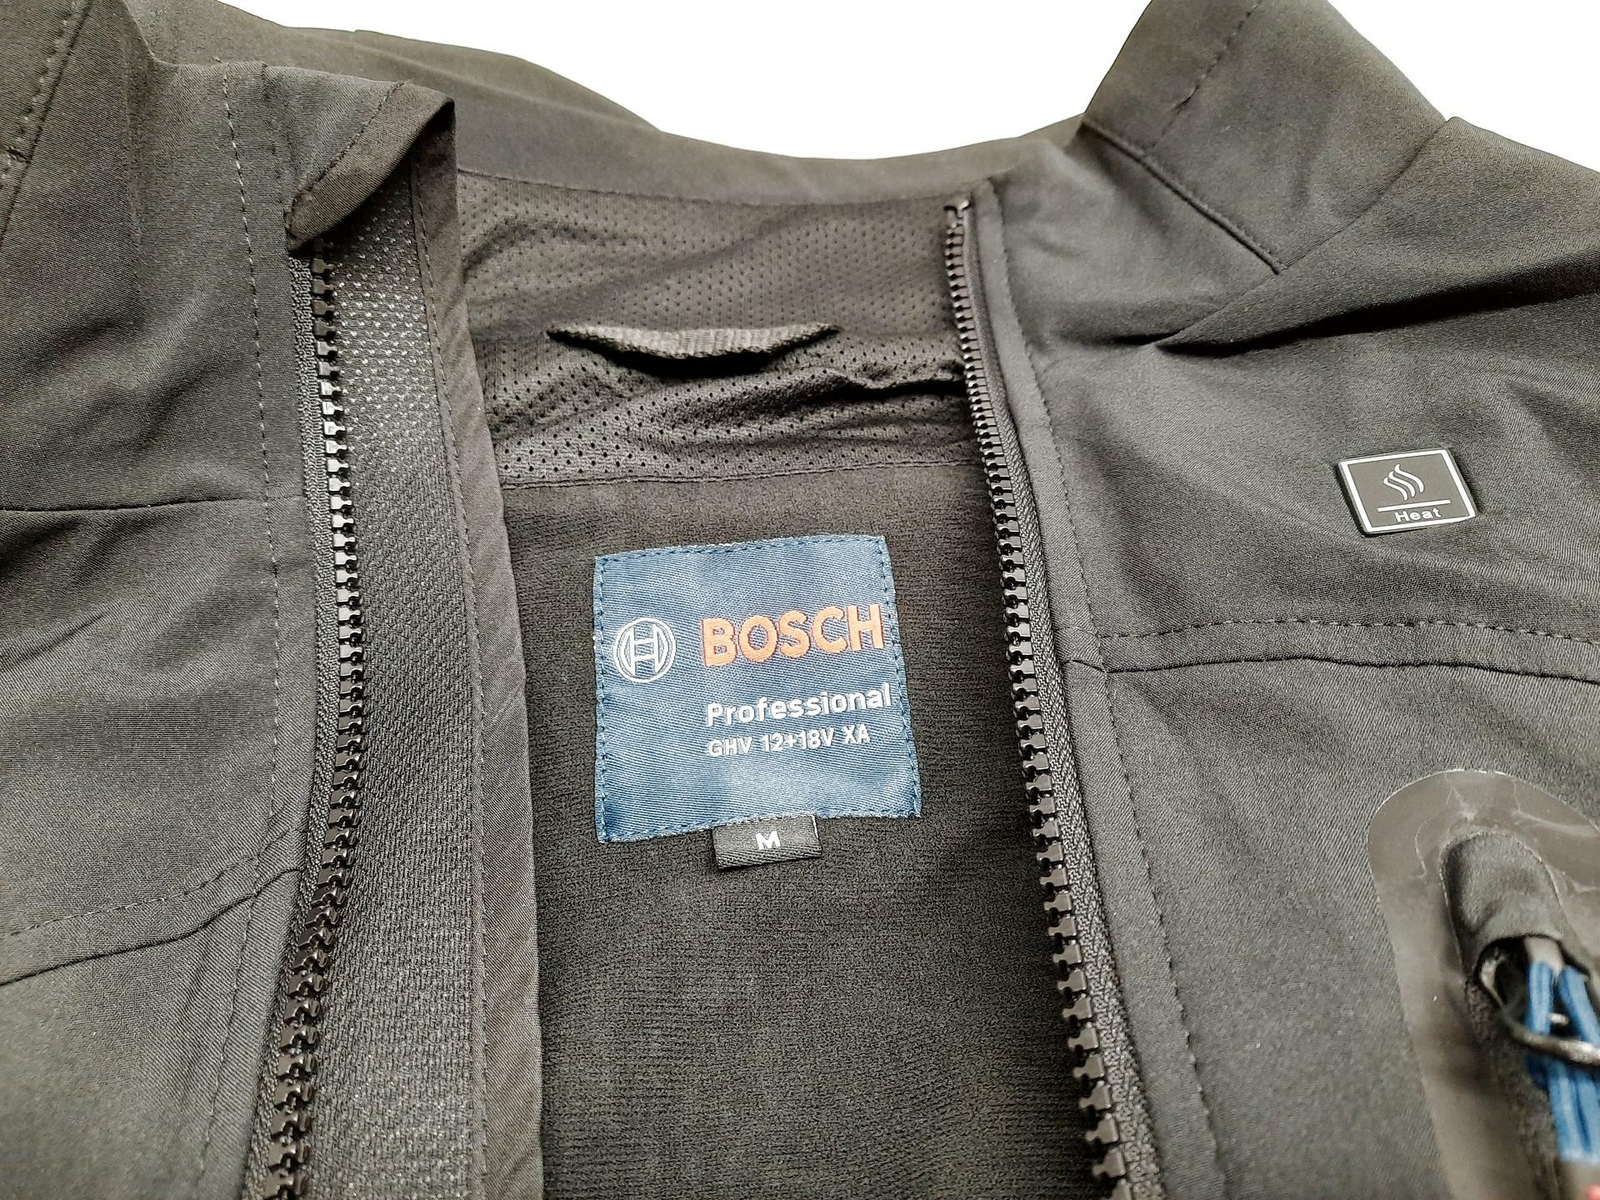 Heat
BOSCH
Professional
GHV 12+18V XA
M